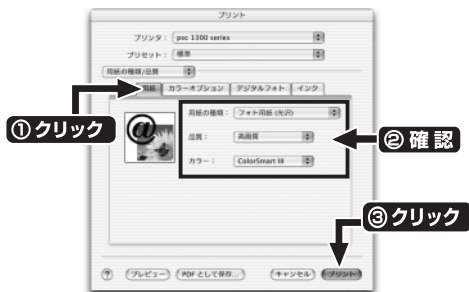 プリント
プリンタ： psc 1300 series
プリセット： 標準
用紙の種類/品質
用紙 カラーオプション デジタルフォト インク
①クリック
用紙の種類： フォト用紙 (光沢)
品質： 高画質
②確認
カラー： ColorSmart III
③クリック
? プレビュー PDF として保存... キャンセル プリント